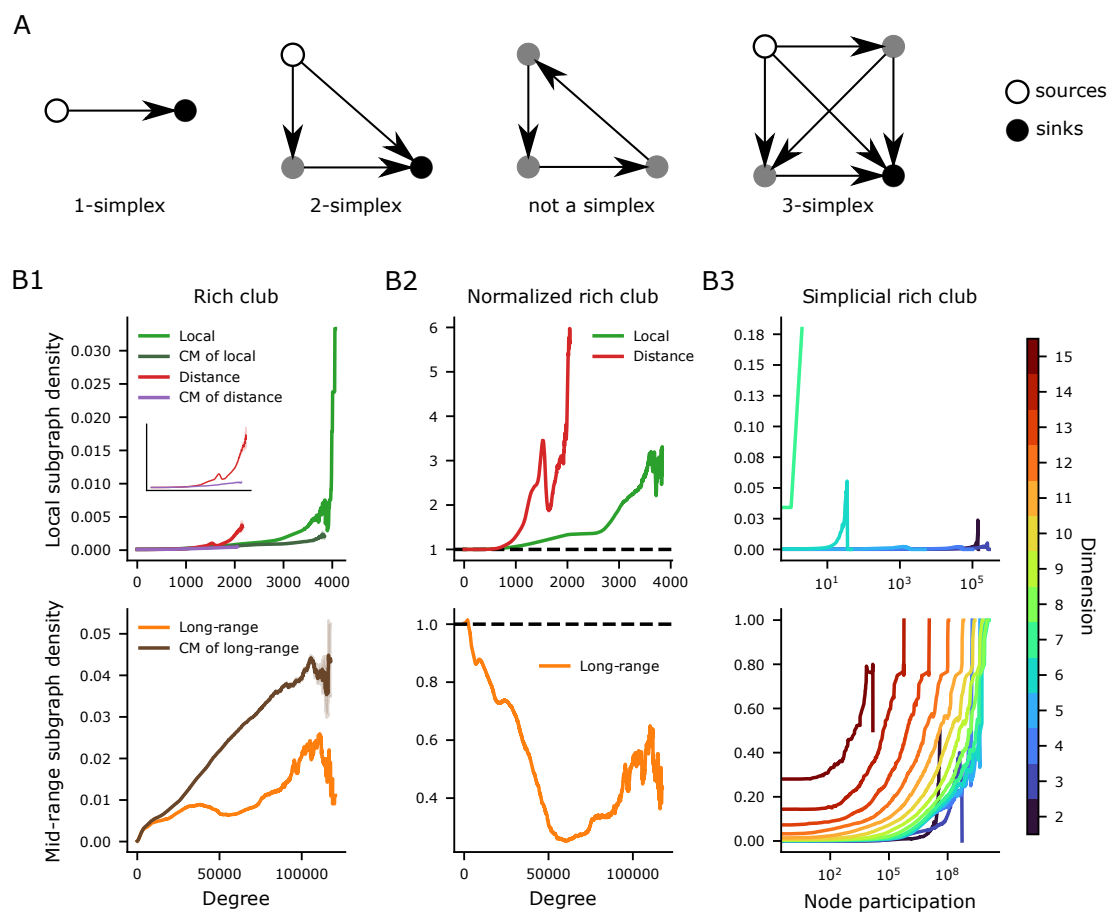 A
sources
sinks
1-simplex
2-simplex
not a simplex
3-simplex
B1
Rich club
Local subgraph density
0.030
0.025
0.020
0.015
0.010
0.005
0.000
Local
CM of local
Distance
CM of distance
0
1000
2000
3000
4000
B2
Normalized rich club
6
5
4
3
2
1
Local
Distance
0
1000
2000
3000
4000
B3
Simplicial rich club
0.18
0.15
0.13
0.10
0.08
0.05
0.03
0.00
10¹
10³
10⁵
Mid-range subgraph density
0.05
0.04
0.03
0.02
0.01
0.00
Long-range
CM of long-range
0
50000
100000
Degree
1.0
0.8
0.6
0.4
Long-range
0
50000
100000
Degree
1.00
0.80
0.60
0.40
0.20
0.00
10²
10⁵
10⁸
Node participation
15
14
13
12
11
10
9
8
7
6
5
4
3
2
Dimension